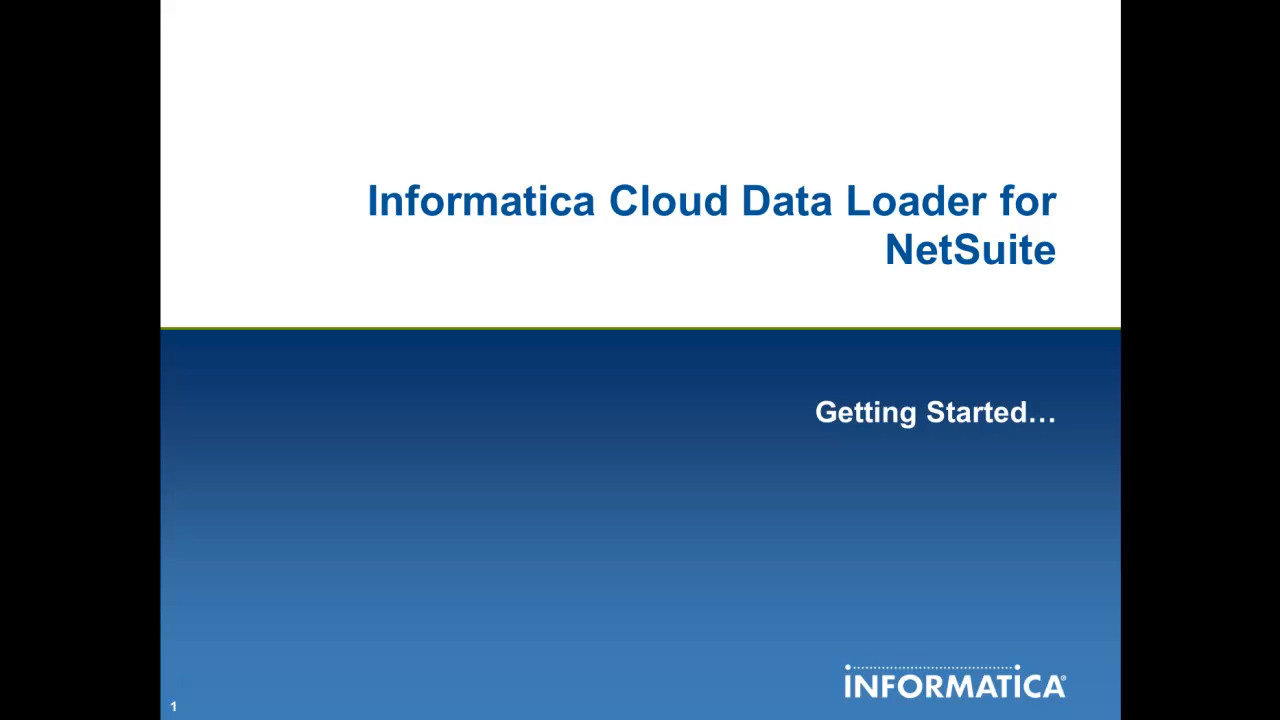 Informatica Cloud Data Loader for
NetSuite
Getting Started…
INFORMATICA®
1